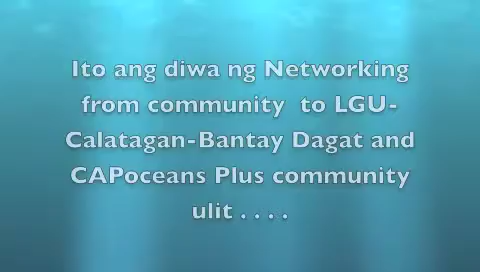 Ito ang diwa ng Networking
from community to LGU-
Calatagan-Bantay Dagat and
CAPoceans Plus community
ulit . . . .